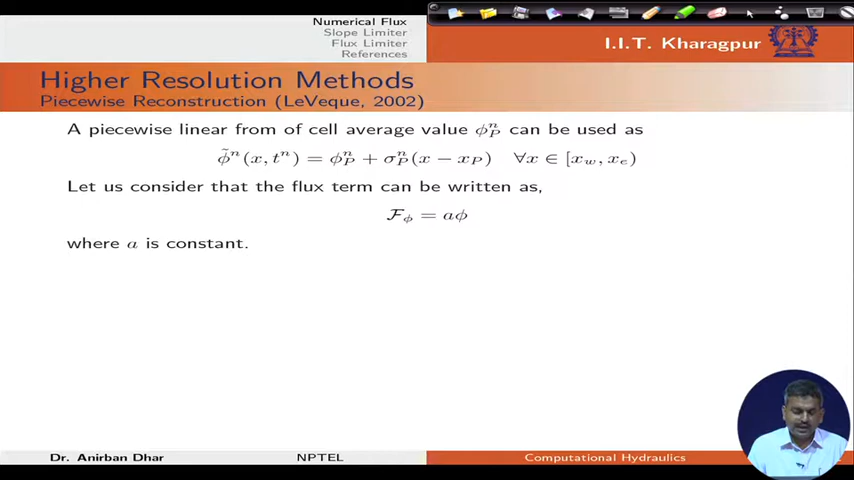 Numerical Flux
Slope Limiter
Flux Limiter
References
I.I.T. Kharagpur
Higher Resolution Methods
Piecewise Reconstruction (LeVeque, 2002)
A piecewise linear from of cell average value φ_P^n can be used as
φ̃^n(x, t^n) = φ_P^n + σ_P^n(x − x_P) ∀x ∈ [x_w, x_e)
Let us consider that the flux term can be written as,
ℱ_φ = aφ
where a is constant.
Dr. Anirban Dhar NPTEL Computational Hydraulics